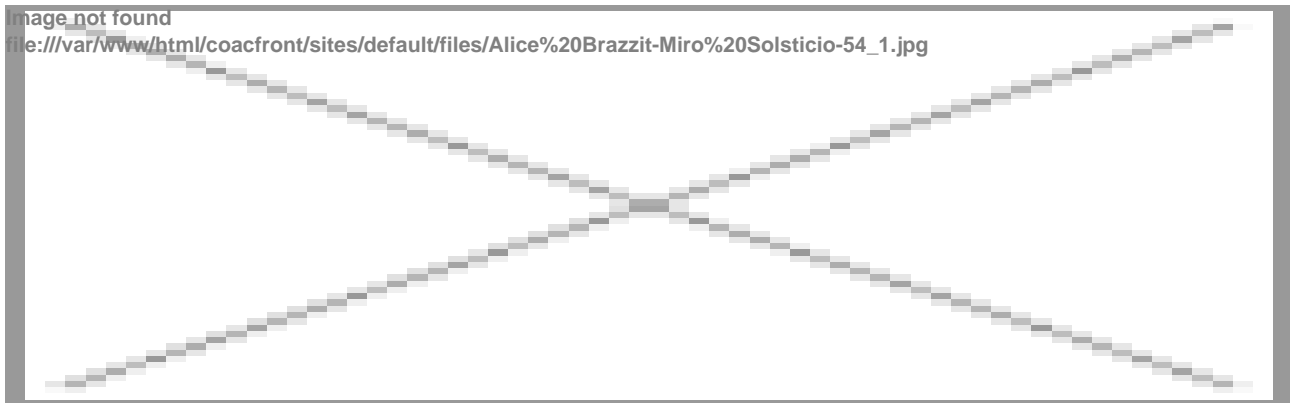 Image not found
file:///var/www/html/coacfront/sites/default/files/Alice%20Brazzit-Miro%20Solsticio-54_1.jpg